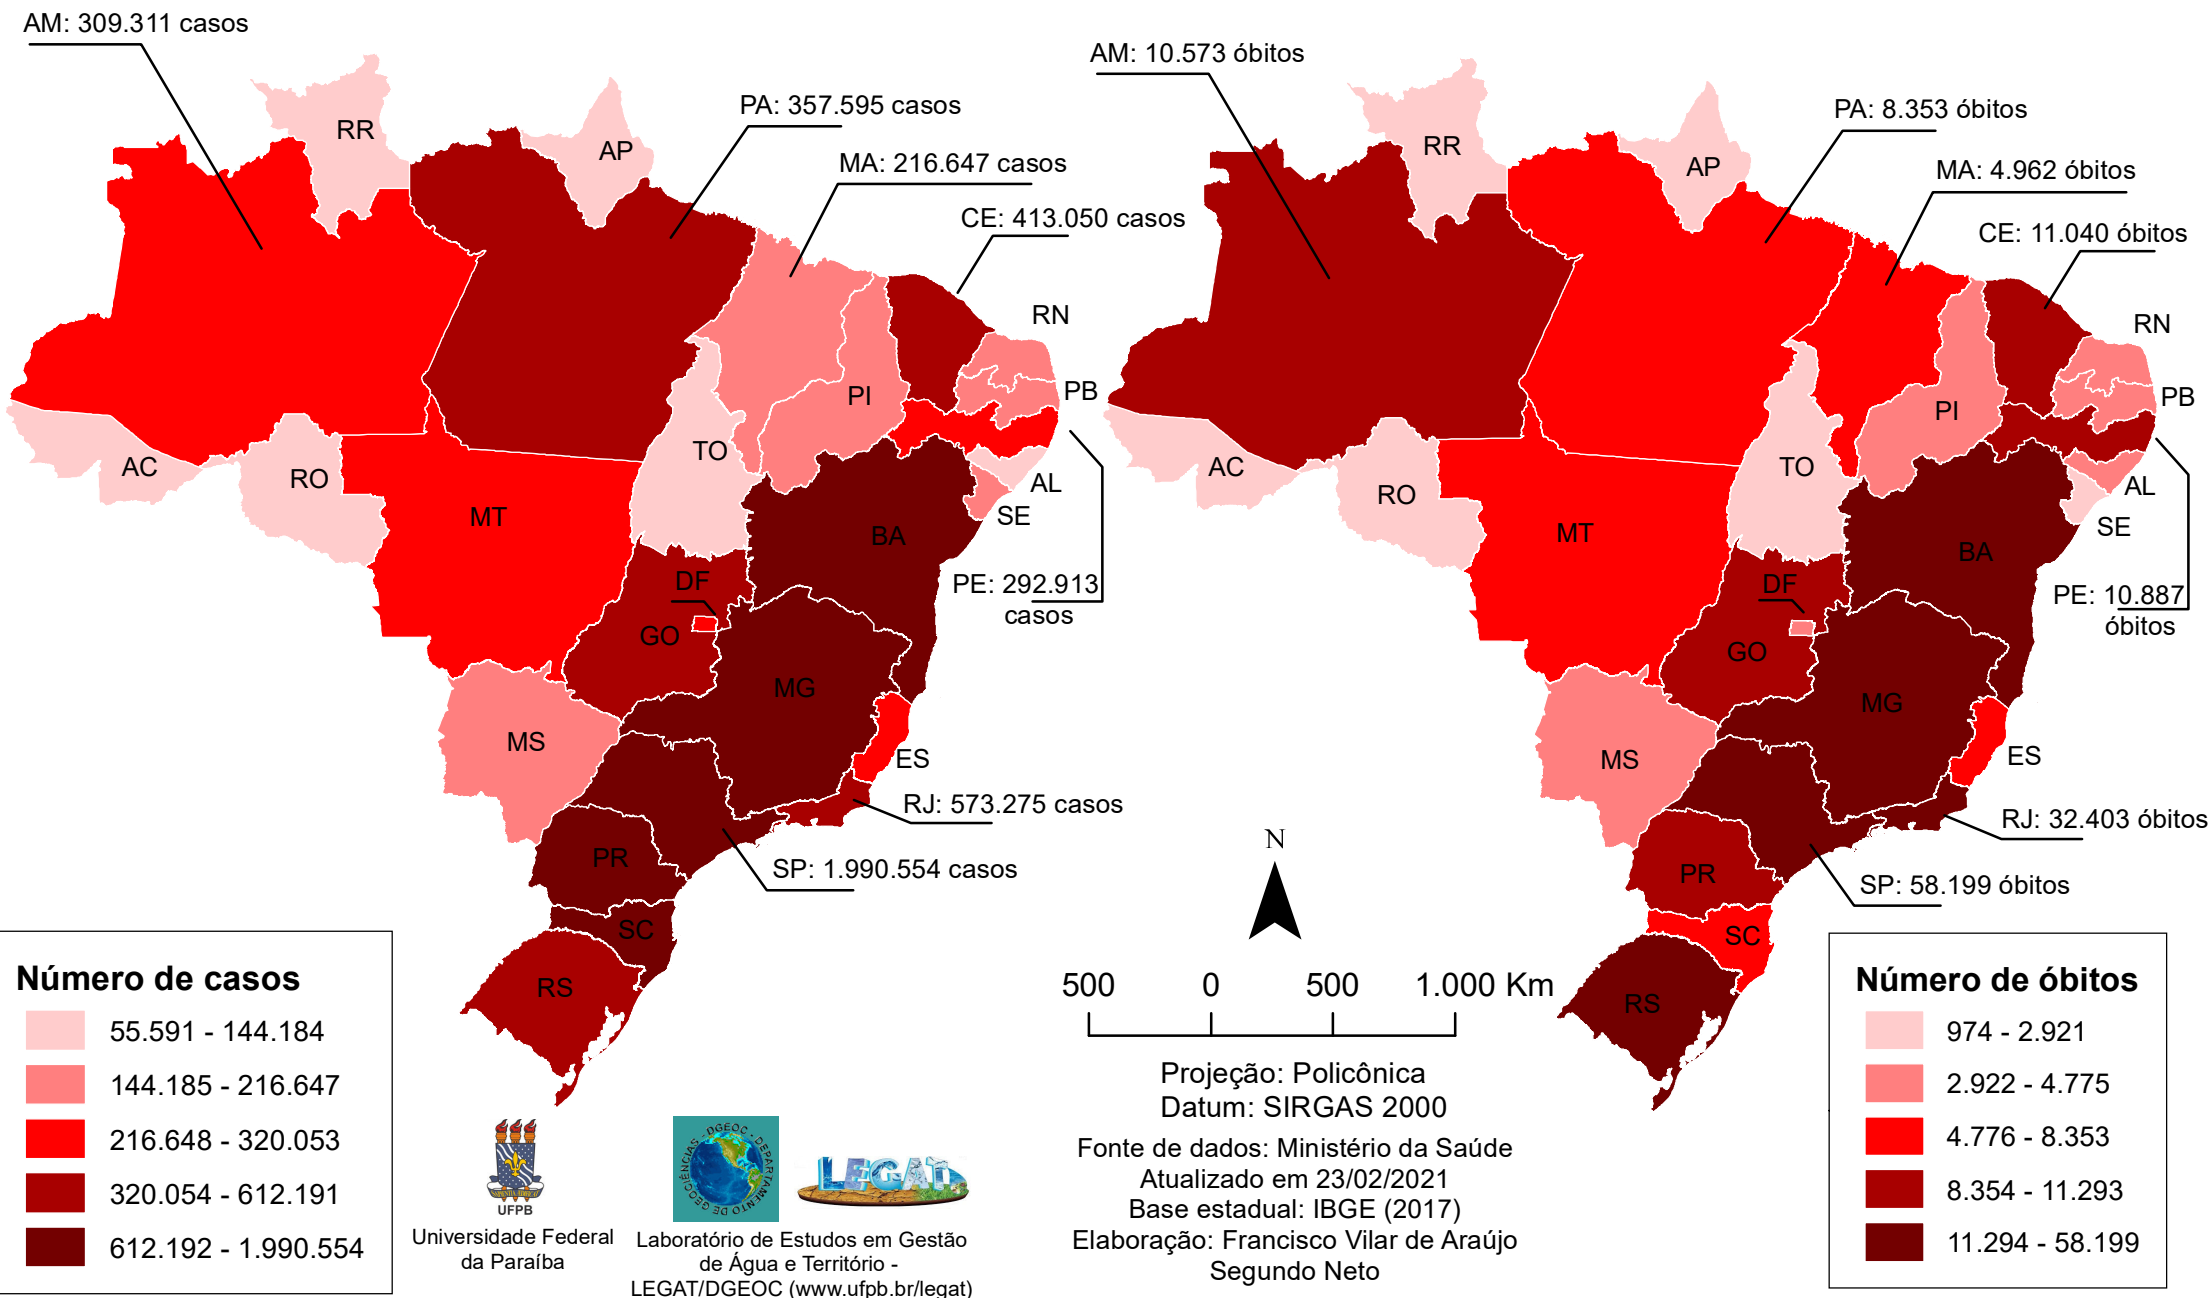 AM: 309.311 casos
RR
AP
PA: 357.595 casos
MA: 216.647 casos
CE: 413.050 casos
RN
PB
PI
TO
AC
RO
MT
AL
SE
BA
DF
PE: 292.913
casos
GO
MG
MS
ES
RJ: 573.275 casos
PR
SP: 1.990.554 casos
SC
RS
AM: 10.573 óbitos
RR
AP
PA: 8.353 óbitos
MA: 4.962 óbitos
CE: 11.040 óbitos
RN
PB
PI
TO
AC
RO
MT
AL
SE
BA
DF
PE: 10.887
óbitos
GO
MG
MS
ES
RJ: 32.403 óbitos
PR
SP: 58.199 óbitos
SC
RS
Número de casos
55.591 - 144.184
144.185 - 216.647
216.648 - 320.053
320.054 - 612.191
612.192 - 1.990.554
UFPB
Universidade Federal
da Paraíba
DGEOC - DEPARTAMENTO DE GEOCIÊNCIAS -
LEGAT
Laboratório de Estudos em Gestão
de Água e Território -
LEGAT/DGEOC (www.ufpb.br/legat)
N
500 0 500 1.000 Km
Projeção: Policônica
Datum: SIRGAS 2000
Fonte de dados: Ministério da Saúde
Atualizado em 23/02/2021
Base estadual: IBGE (2017)
Elaboração: Francisco Vilar de Araújo
Segundo Neto
Número de óbitos
974 - 2.921
2.922 - 4.775
4.776 - 8.353
8.354 - 11.293
11.294 - 58.199